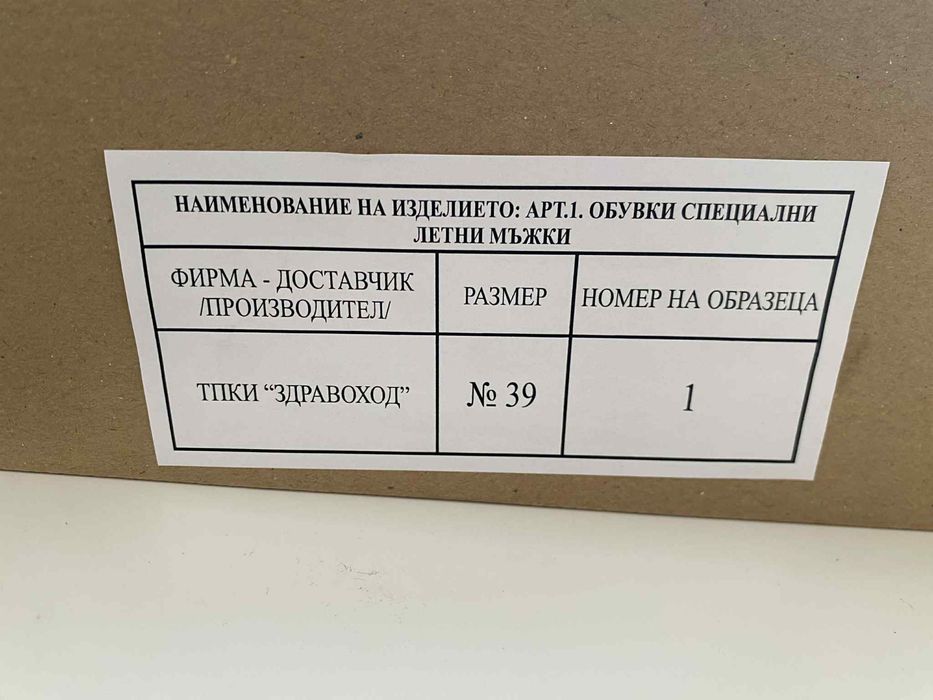 НАИМЕНОВАНИЕ НА ИЗДЕЛИЕТО: АРТ.1. ОБУВКИ СПЕЦИАЛНИ
ЛЕТНИ МЪЖКИ
ФИРМА - ДОСТАВЧИК
/ПРОИЗВОДИТЕЛ/
РАЗМЕР
НОМЕР НА ОБРАЗЕЦА
ТПКИ “ЗДРАВОХОД”
№ 39
1